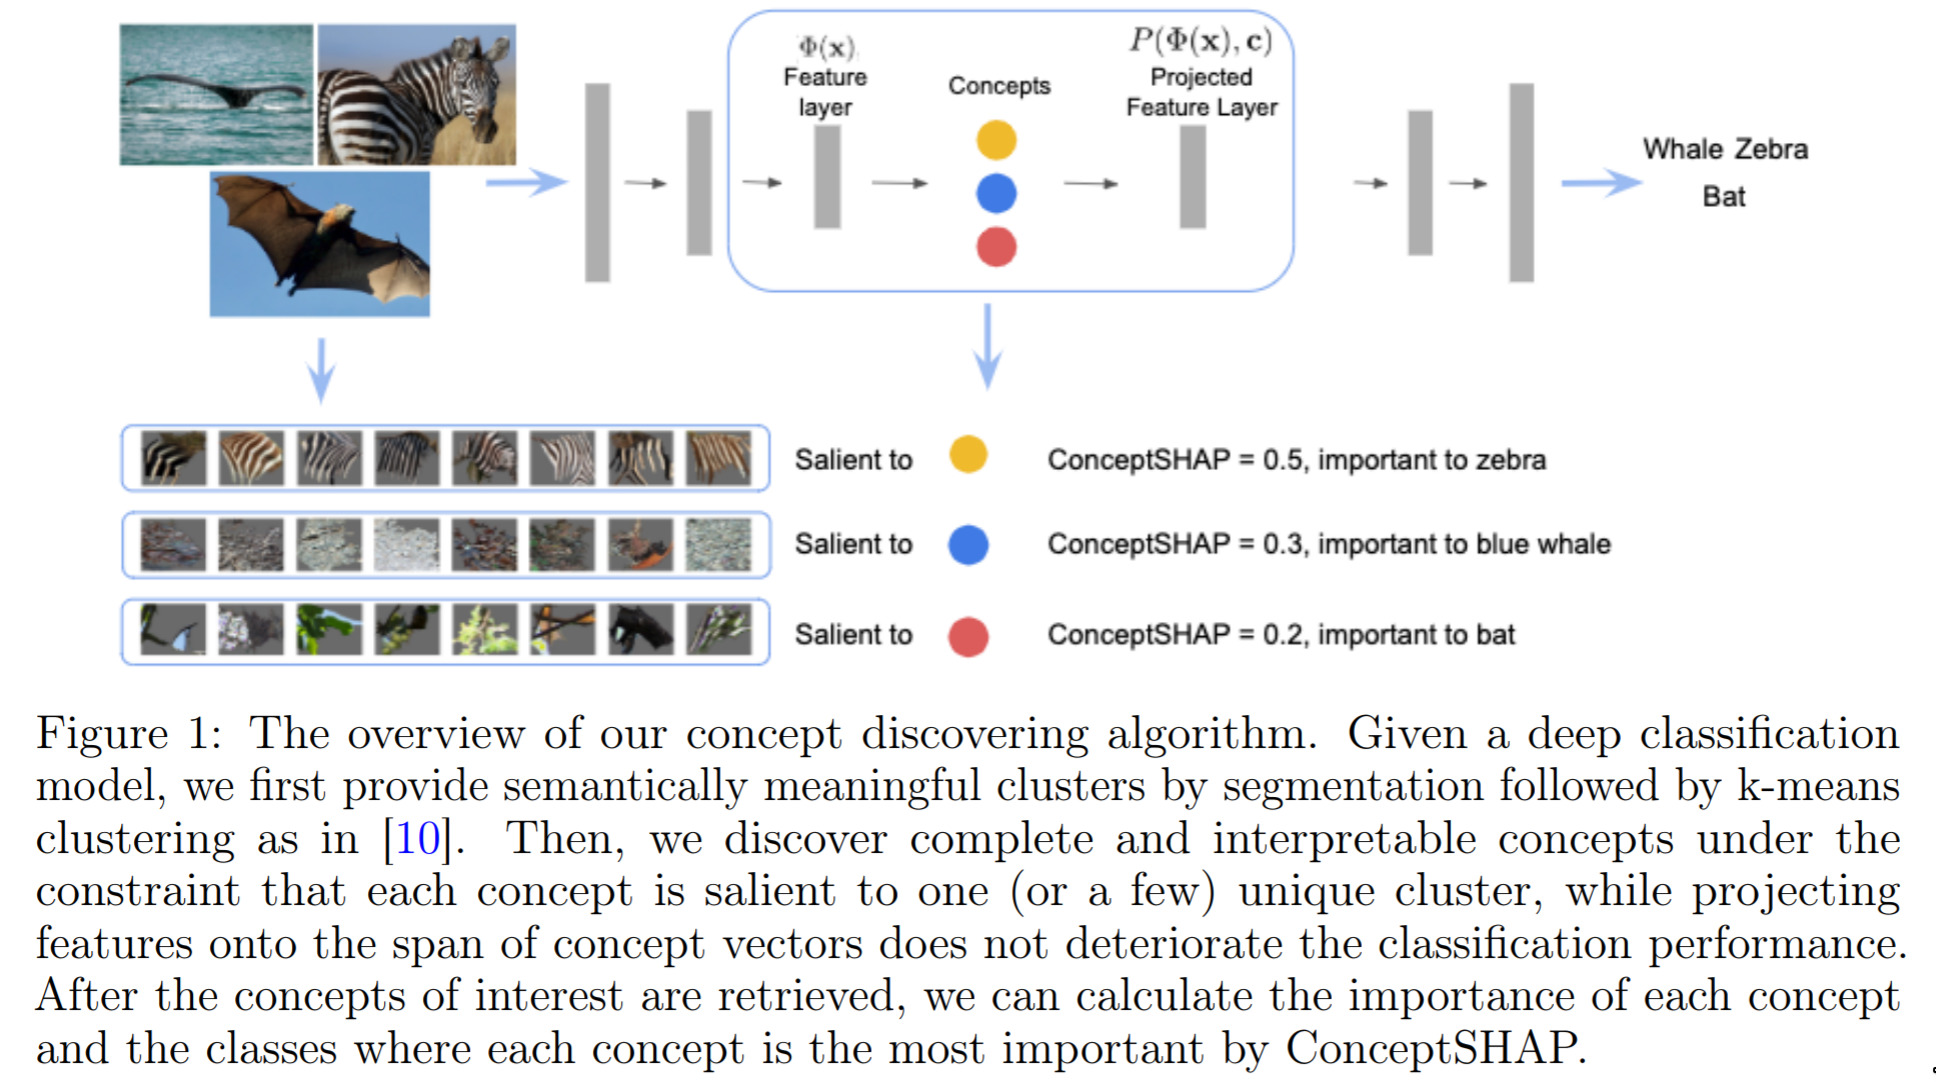 Φ(x)
Feature
layer
Concepts
P(Φ(x), c)
Projected
Feature Layer
Whale Zebra
Bat
Salient to
ConceptSHAP = 0.5, important to zebra
Salient to
ConceptSHAP = 0.3, important to blue whale
Salient to
ConceptSHAP = 0.2, important to bat
Figure 1: The overview of our concept discovering algorithm. Given a deep classification
model, we first provide semantically meaningful clusters by segmentation followed by k-means
clustering as in [10]. Then, we discover complete and interpretable concepts under the
constraint that each concept is salient to one (or a few) unique cluster, while projecting
features onto the span of concept vectors does not deteriorate the classification performance.
After the concepts of interest are retrieved, we can calculate the importance of each concept
and the classes where each concept is the most important by ConceptSHAP.